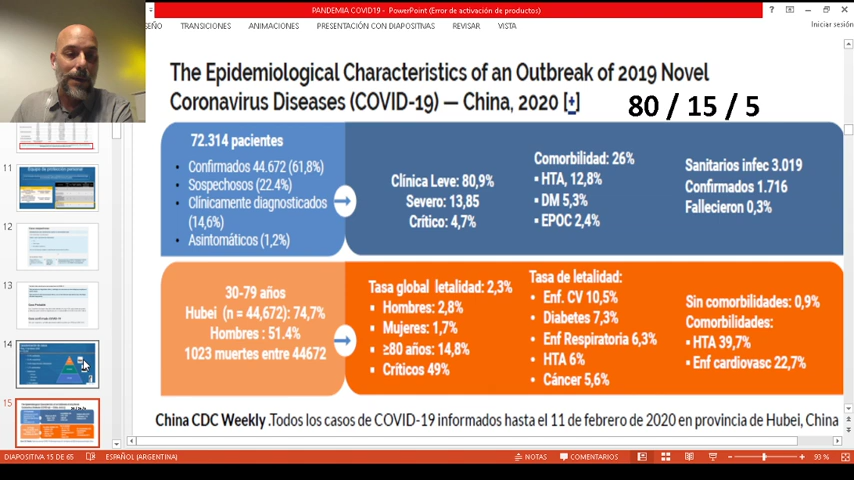 PANDEMIA COVID19 - PowerPoint (Error de activación de productos)
SEÑO TRANSICIONES ANIMACIONES PRESENTACIÓN CON DIAPOSITIVAS REVISAR VISTA
Iniciar sesión
The Epidemiological Characteristics of an Outbreak of 2019 Novel
Coronavirus Diseases (COVID-19) — China, 2020 [+]
80 / 15 / 5
72.314 pacientes
• Confirmados 44.672 (61,8%)
• Sospechosos (22.4%)
• Clínicamente diagnosticados
(14,6%)
• Asintomáticos (1,2%)
Clínica Leve: 80,9%
Severo: 13,85
Crítico: 4,7%
Comorbilidad: 26%
▪ HTA, 12,8%
▪ DM 5,3%
▪ EPOC 2,4%
Sanitarios infec 3.019
Confirmados 1.716
Fallecieron 0,3%
30-79 años
Hubei (n = 44,672): 74,7%
Hombres : 51.4%
1023 muertes entre 44672
Tasa global letalidad: 2,3%
• Hombres: 2,8%
• Mujeres: 1,7%
• ≥80 años: 14,8%
• Críticos 49%
Tasa de letalidad:
• Enf. CV 10,5%
• Diabetes 7,3%
• Enf Respiratoria 6,3%
• HTA 6%
• Cáncer 5,6%
Sin comorbilidades: 0,9%
Comorbilidades:
• HTA 39,7%
• Enf cardiovasc 22,7%
China CDC Weekly .Todos los casos de COVID-19 informados hasta el 11 de febrero de 2020 en provincia de Hubei, China
11
Equipo de protección personal
12
13
14
15
DIAPOSITIVA 15 DE 65 ESPAÑOL (ARGENTINA) NOTAS COMENTARIOS 93 %